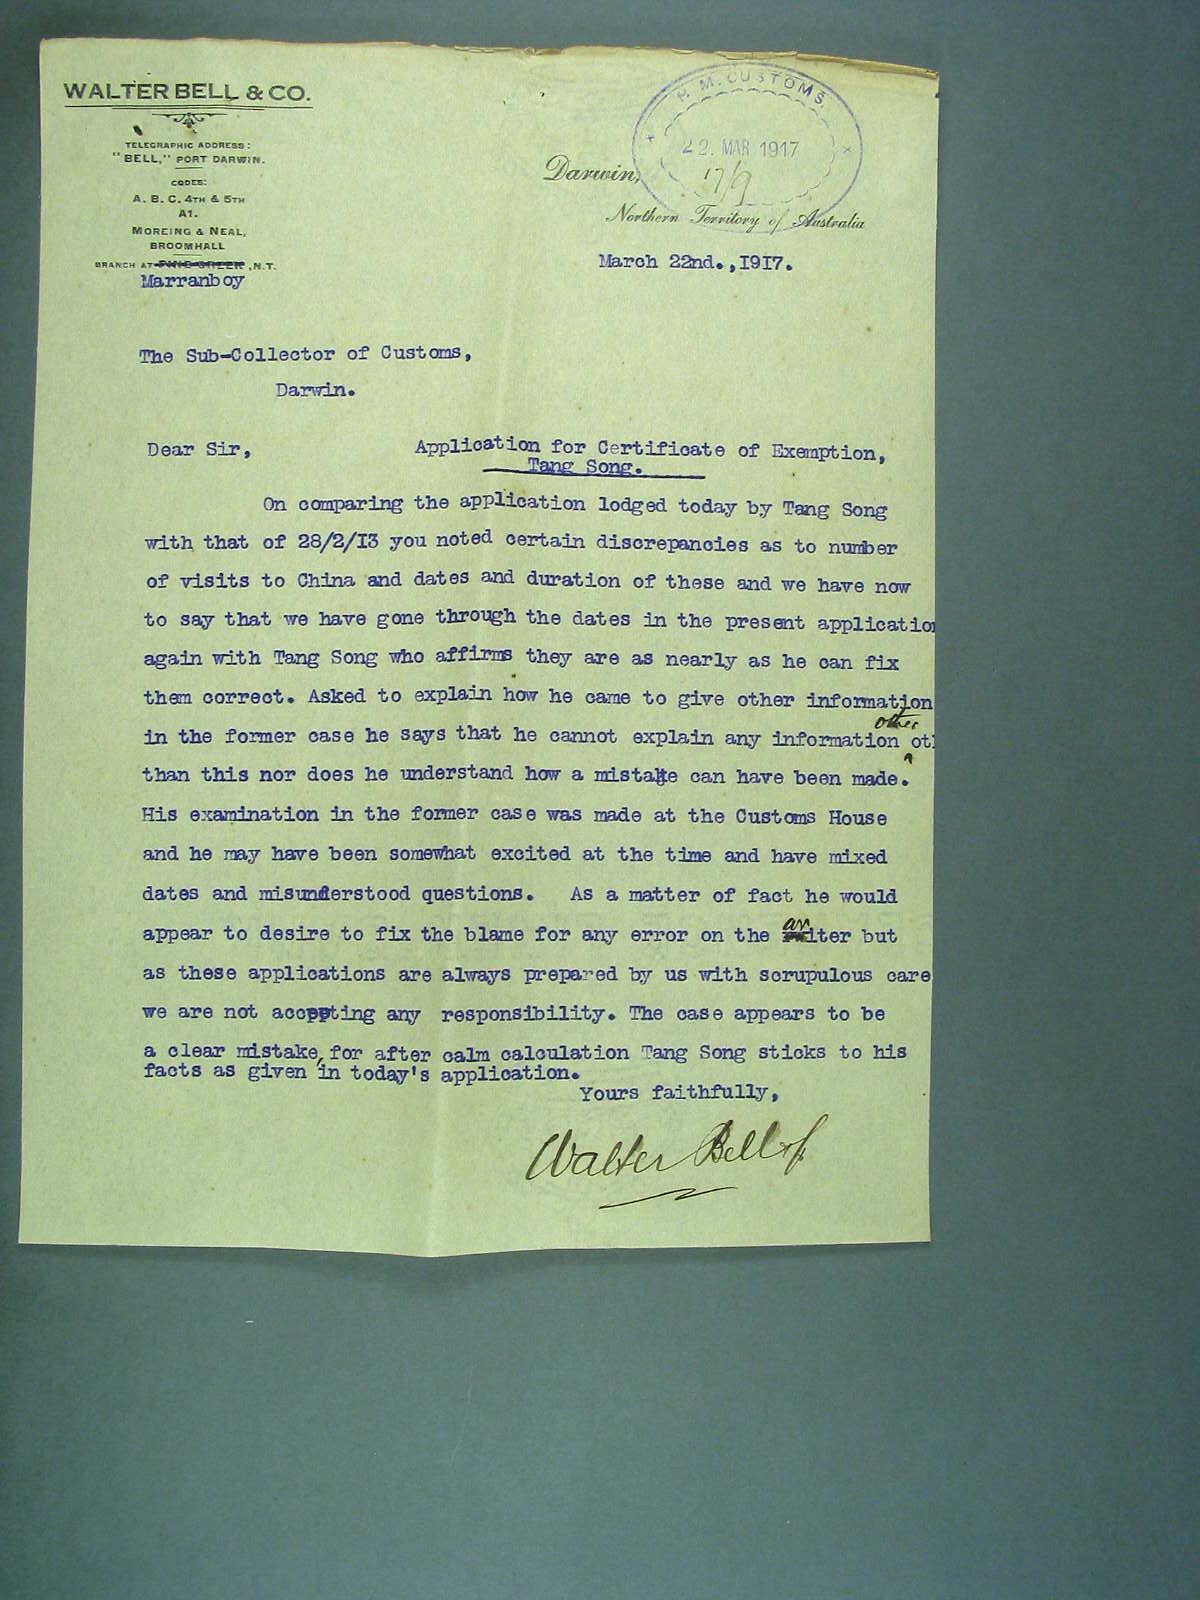 WALTER BELL & CO.
TELEGRAPHIC ADDRESS:
"BELL," PORT DARWIN.
CODES:
A. B. C. 4TH & 5TH
A1.
MOREING & NEAL,
BROOMHALL
BRANCH AT PINE CREEK, N.T.
Marranboy
H. M. CUSTOMS.
22. MAR 1917
17/9
Darwin,
Northern Territory of Australia
March 22nd., 1917.
The Sub-Collector of Customs,
Darwin.
Dear Sir, Application for Certificate of Exemption,
Tang Song.
On comparing the application lodged today by Tang Song
with that of 28/2/13 you noted certain discrepancies as to number
of visits to China and dates and duration of these and we have now
to say that we have gone through the dates in the present application
again with Tang Song who affirms they are as nearly as he can fix
them correct. Asked to explain how he came to give other information
other
in the former case he says that he cannot explain any information ot
than this nor does he understand how a mistake can have been made.
His examination in the former case was made at the Customs House
and he may have been somewhat excited at the time and have mixed
dates and misunderstood questions. As a matter of fact he would
appear to desire to fix the blame for any error on the iter but
as these applications are always prepared by us with scrupulous care
we are not accepting any responsibility. The case appears to be
a clear mistake, for after calm calculation Tang Song sticks to his
facts as given in today's application.
Yours faithfully,
Walter Bell & Co